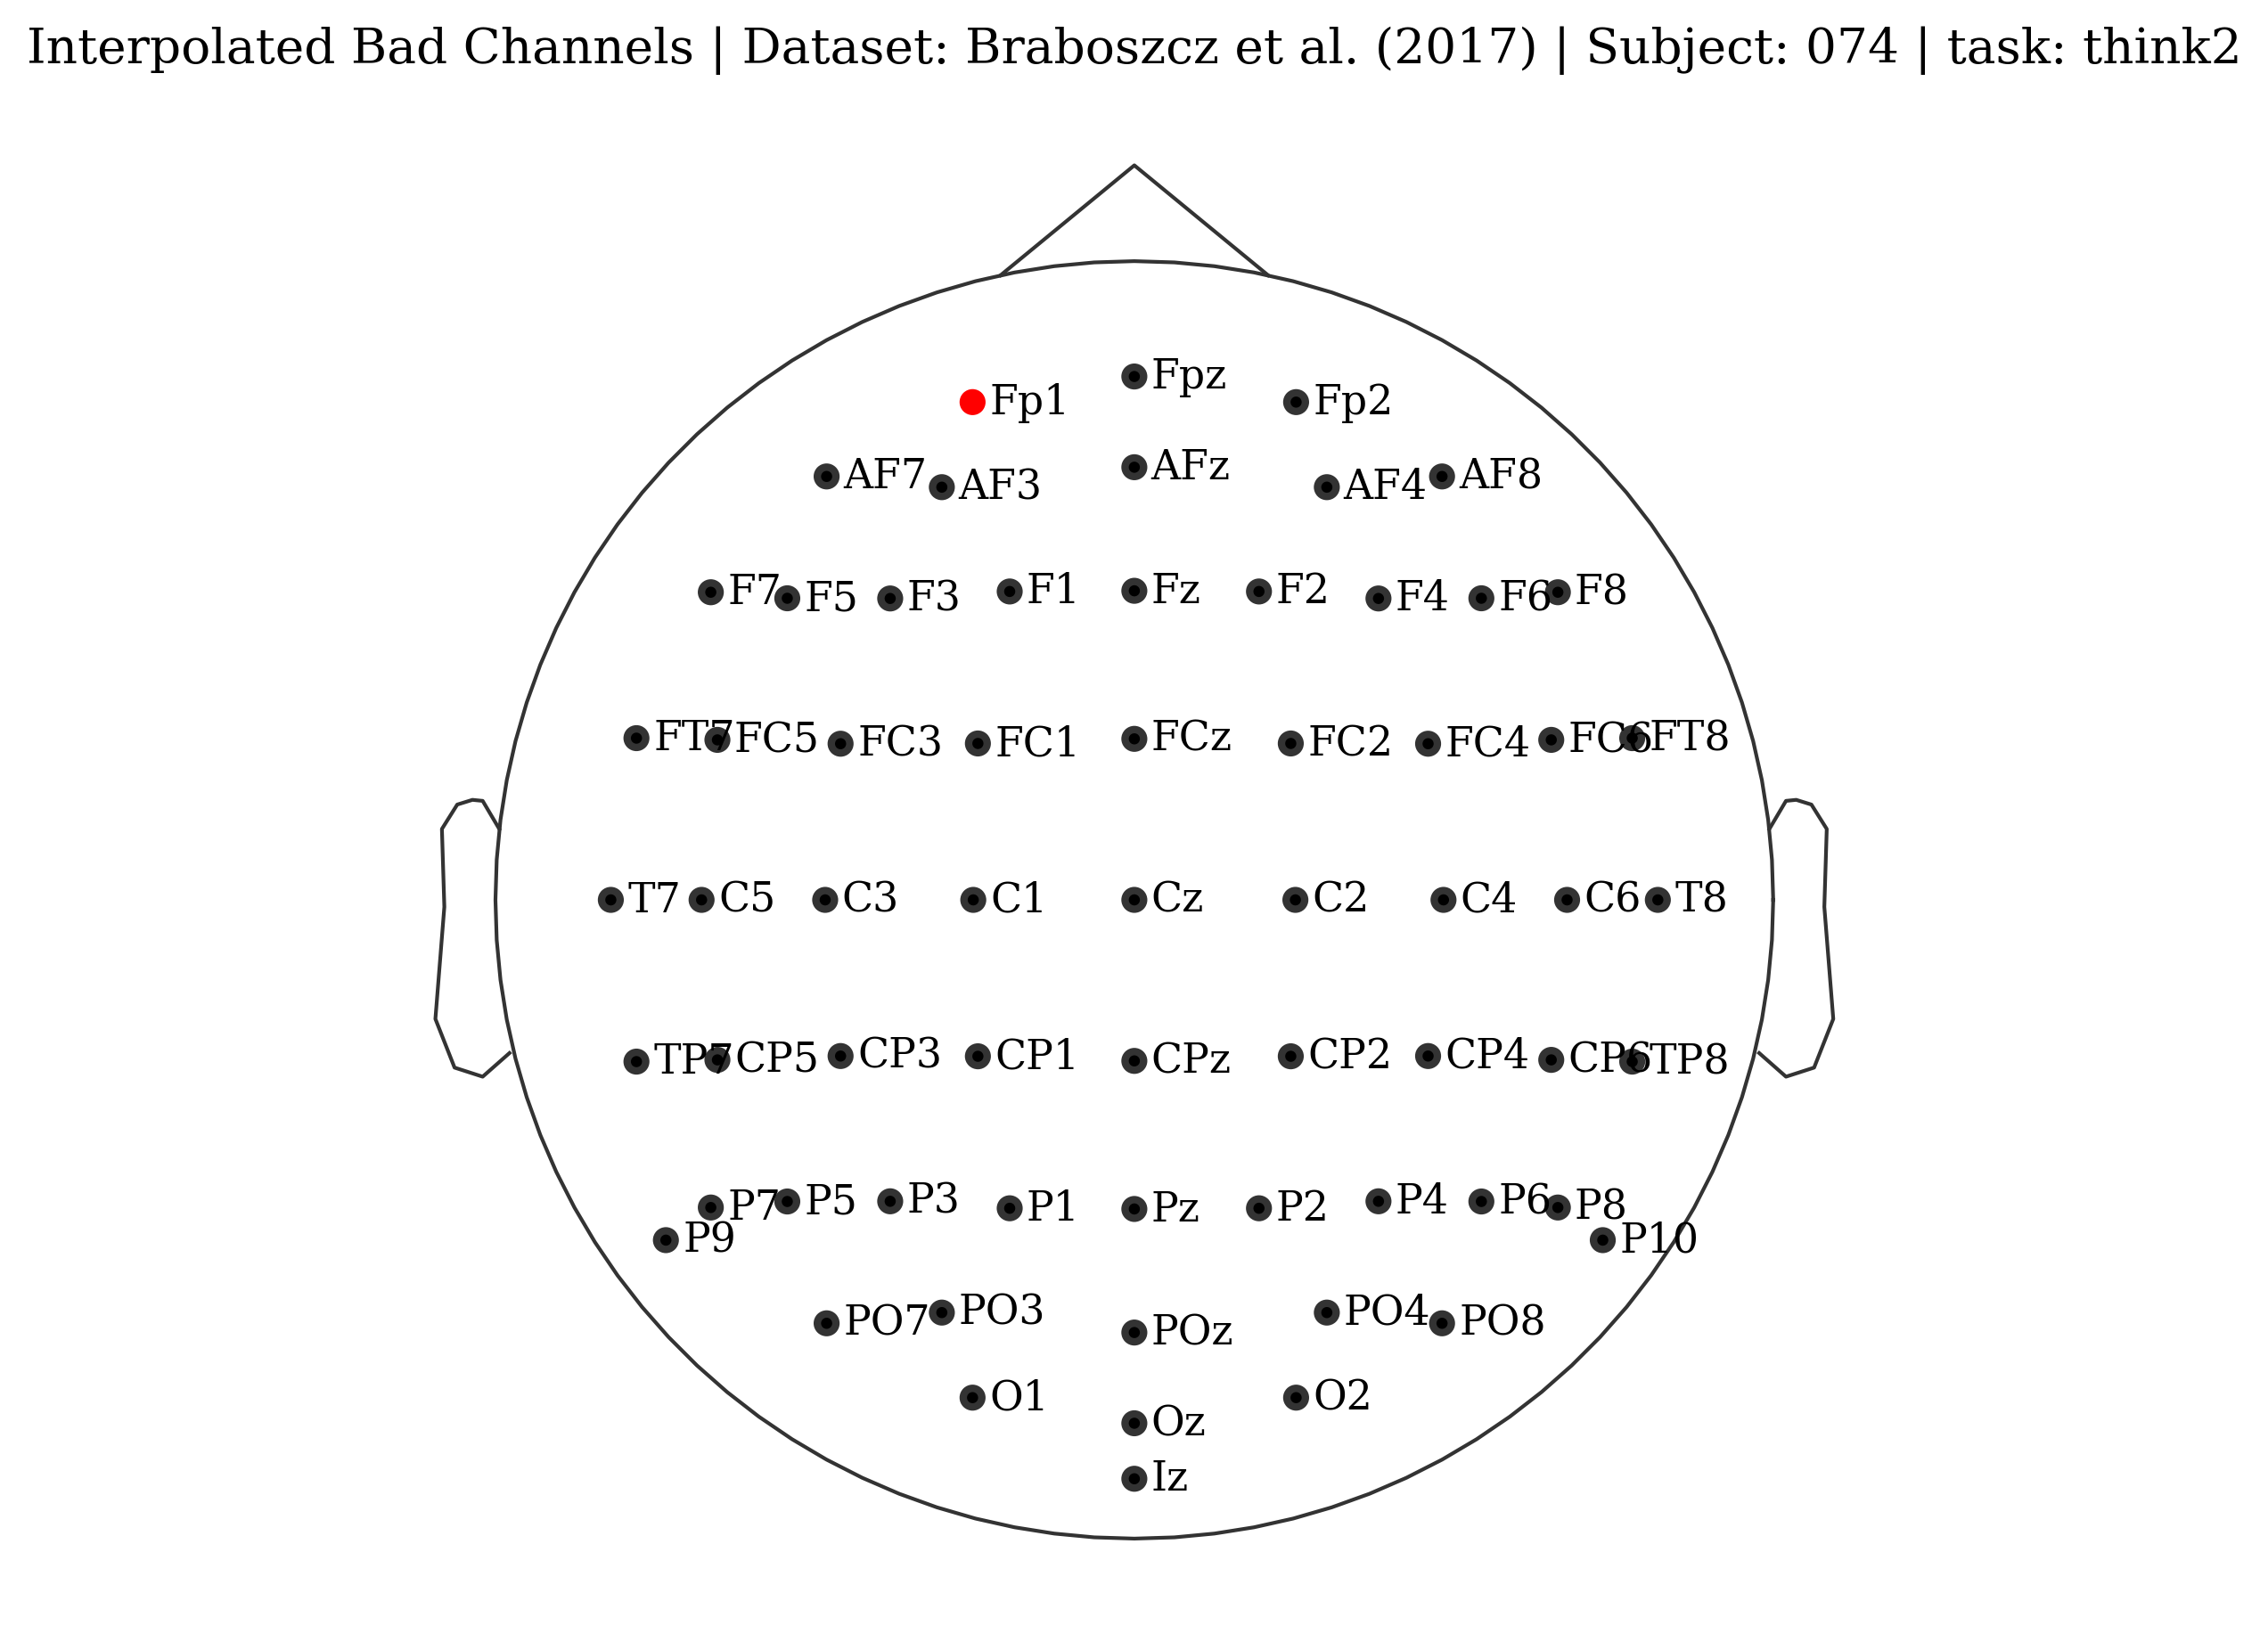 Interpolated Bad Channels | Dataset: Braboszcz et al. (2017) | Subject: 074 | task: think2
Fpz
Fp1 Fp2
AFz
AF7 AF3 AF4 AF8
F7 F5 F3 F1 Fz F2 F4 F6 F8
FT7 FC5 FC3 FC1 FCz FC2 FC4 FC6 FT8
T7 C5 C3 C1 Cz C2 C4 C6 T8
TP7 CP5 CP3 CP1 CPz CP2 CP4 CP6 TP8
P7 P5 P3 P1 Pz P2 P4 P6 P8
P9 P10
PO7 PO3 POz PO4 PO8
O1 O2
Oz
Iz